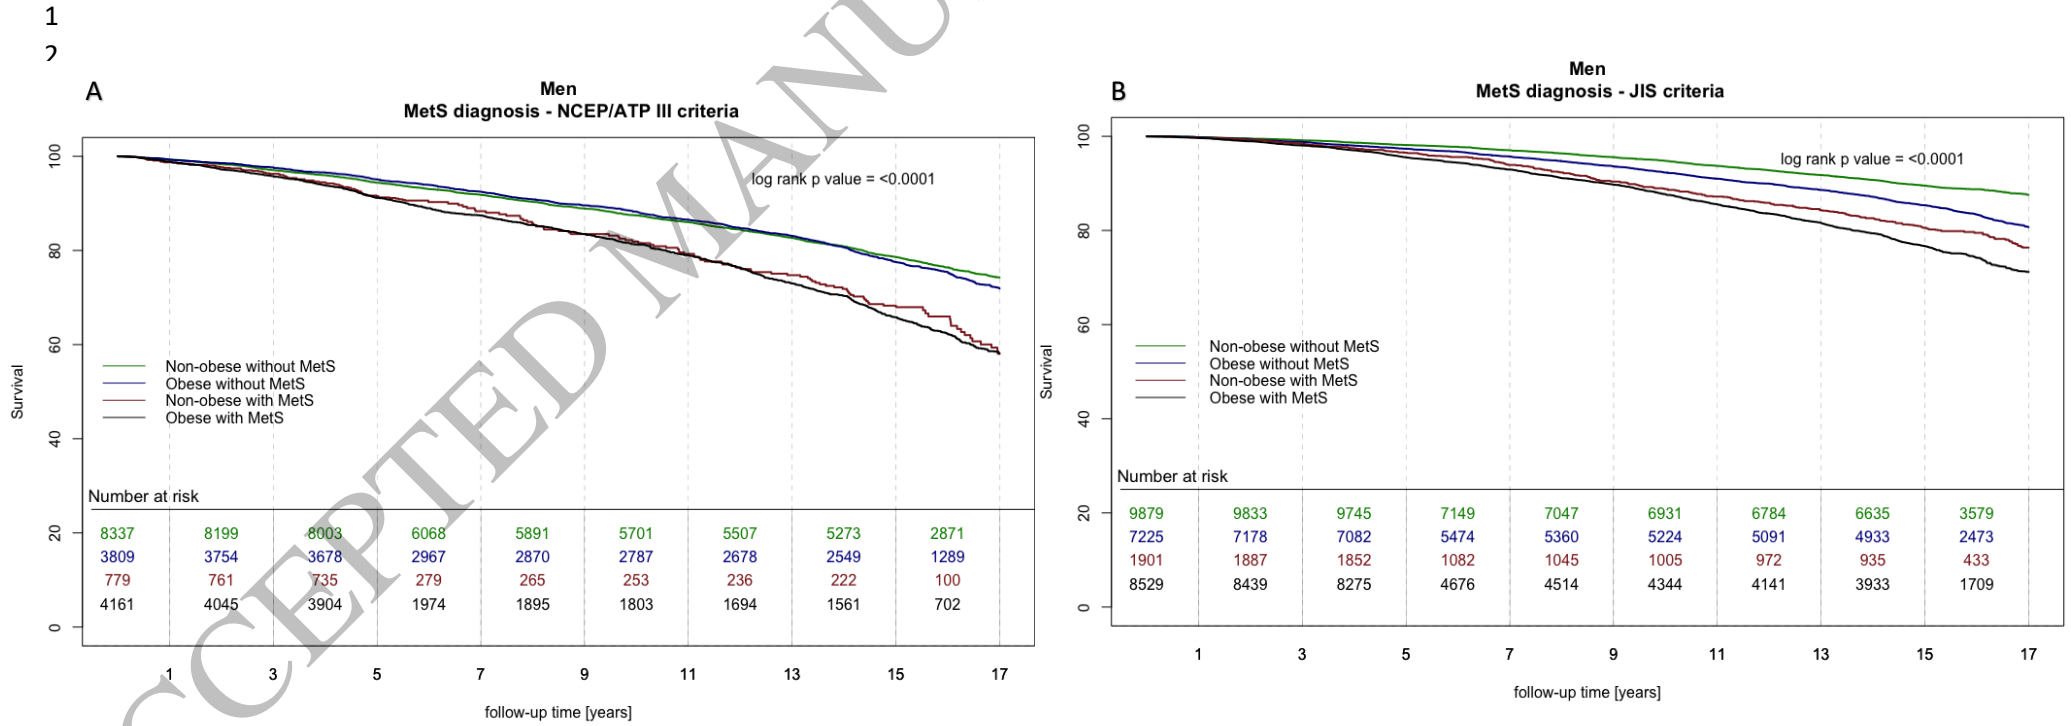 1
2
A
Men
MetS diagnosis - NCEP/ATP III criteria
log rank p value = <0.0001
Survival
100
80
60
40
20
0
Non-obese without MetS
Obese without MetS
Non-obese with MetS
Obese with MetS
Number at risk
8337 8199 8003 6068 5891 5701 5507 5273 2871
3809 3754 3678 2967 2870 2787 2678 2549 1289
779 761 735 279 265 253 236 222 100
4161 4045 3904 1974 1895 1803 1694 1561 702
1 3 5 7 9 11 13 15 17
follow-up time [years]
B
Men
MetS diagnosis - JIS criteria
log rank p value = <0.0001
Survival
100
80
60
40
20
0
Non-obese without MetS
Obese without MetS
Non-obese with MetS
Obese with MetS
Number at risk
9879 9833 9745 7149 7047 6931 6784 6635 3579
7225 7178 7082 5474 5360 5224 5091 4933 2473
1901 1887 1852 1082 1045 1005 972 935 433
8529 8439 8275 4676 4514 4344 4141 3933 1709
1 3 5 7 9 11 13 15 17
follow-up time [years]
CCEPTED MANU